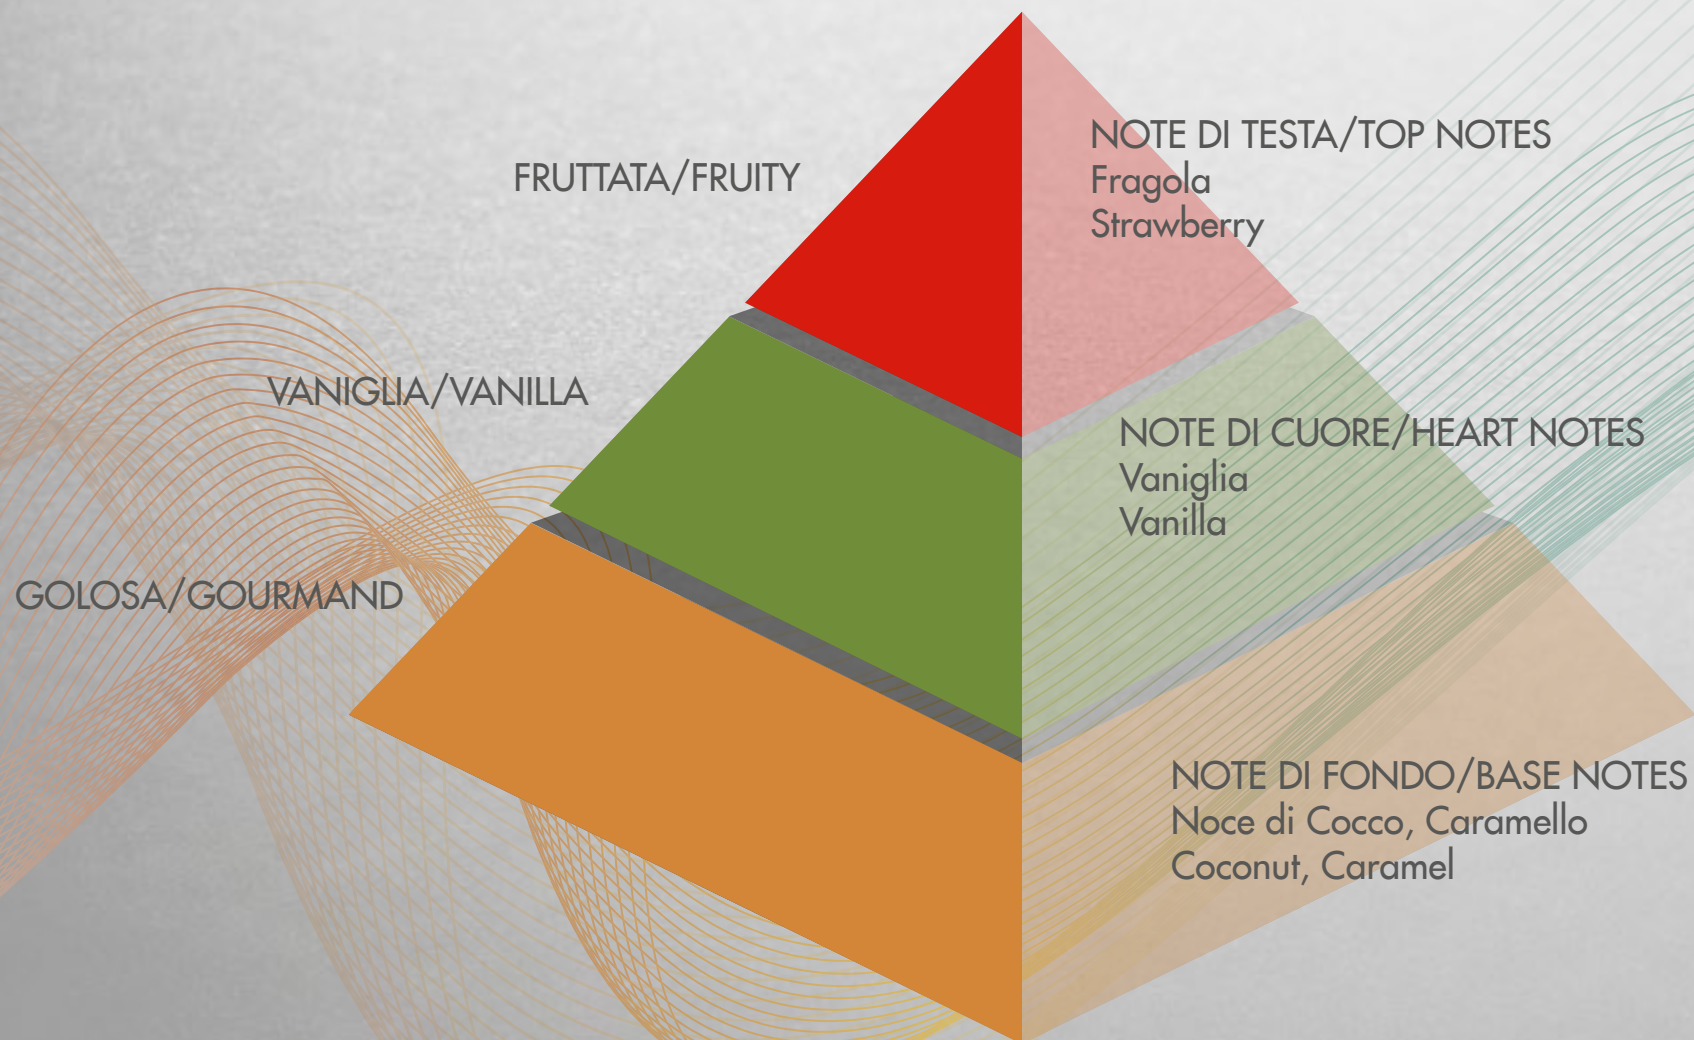 FRUTTATA/FRUITY
NOTE DI TESTA/TOP NOTES
Fragola
Strawberry
VANIGLIA/VANILLA
NOTE DI CUORE/HEART NOTES
Vaniglia
Vanilla
GOLOSA/GOURMAND
NOTE DI FONDO/BASE NOTES
Noce di Cocco, Caramello
Coconut, Caramel